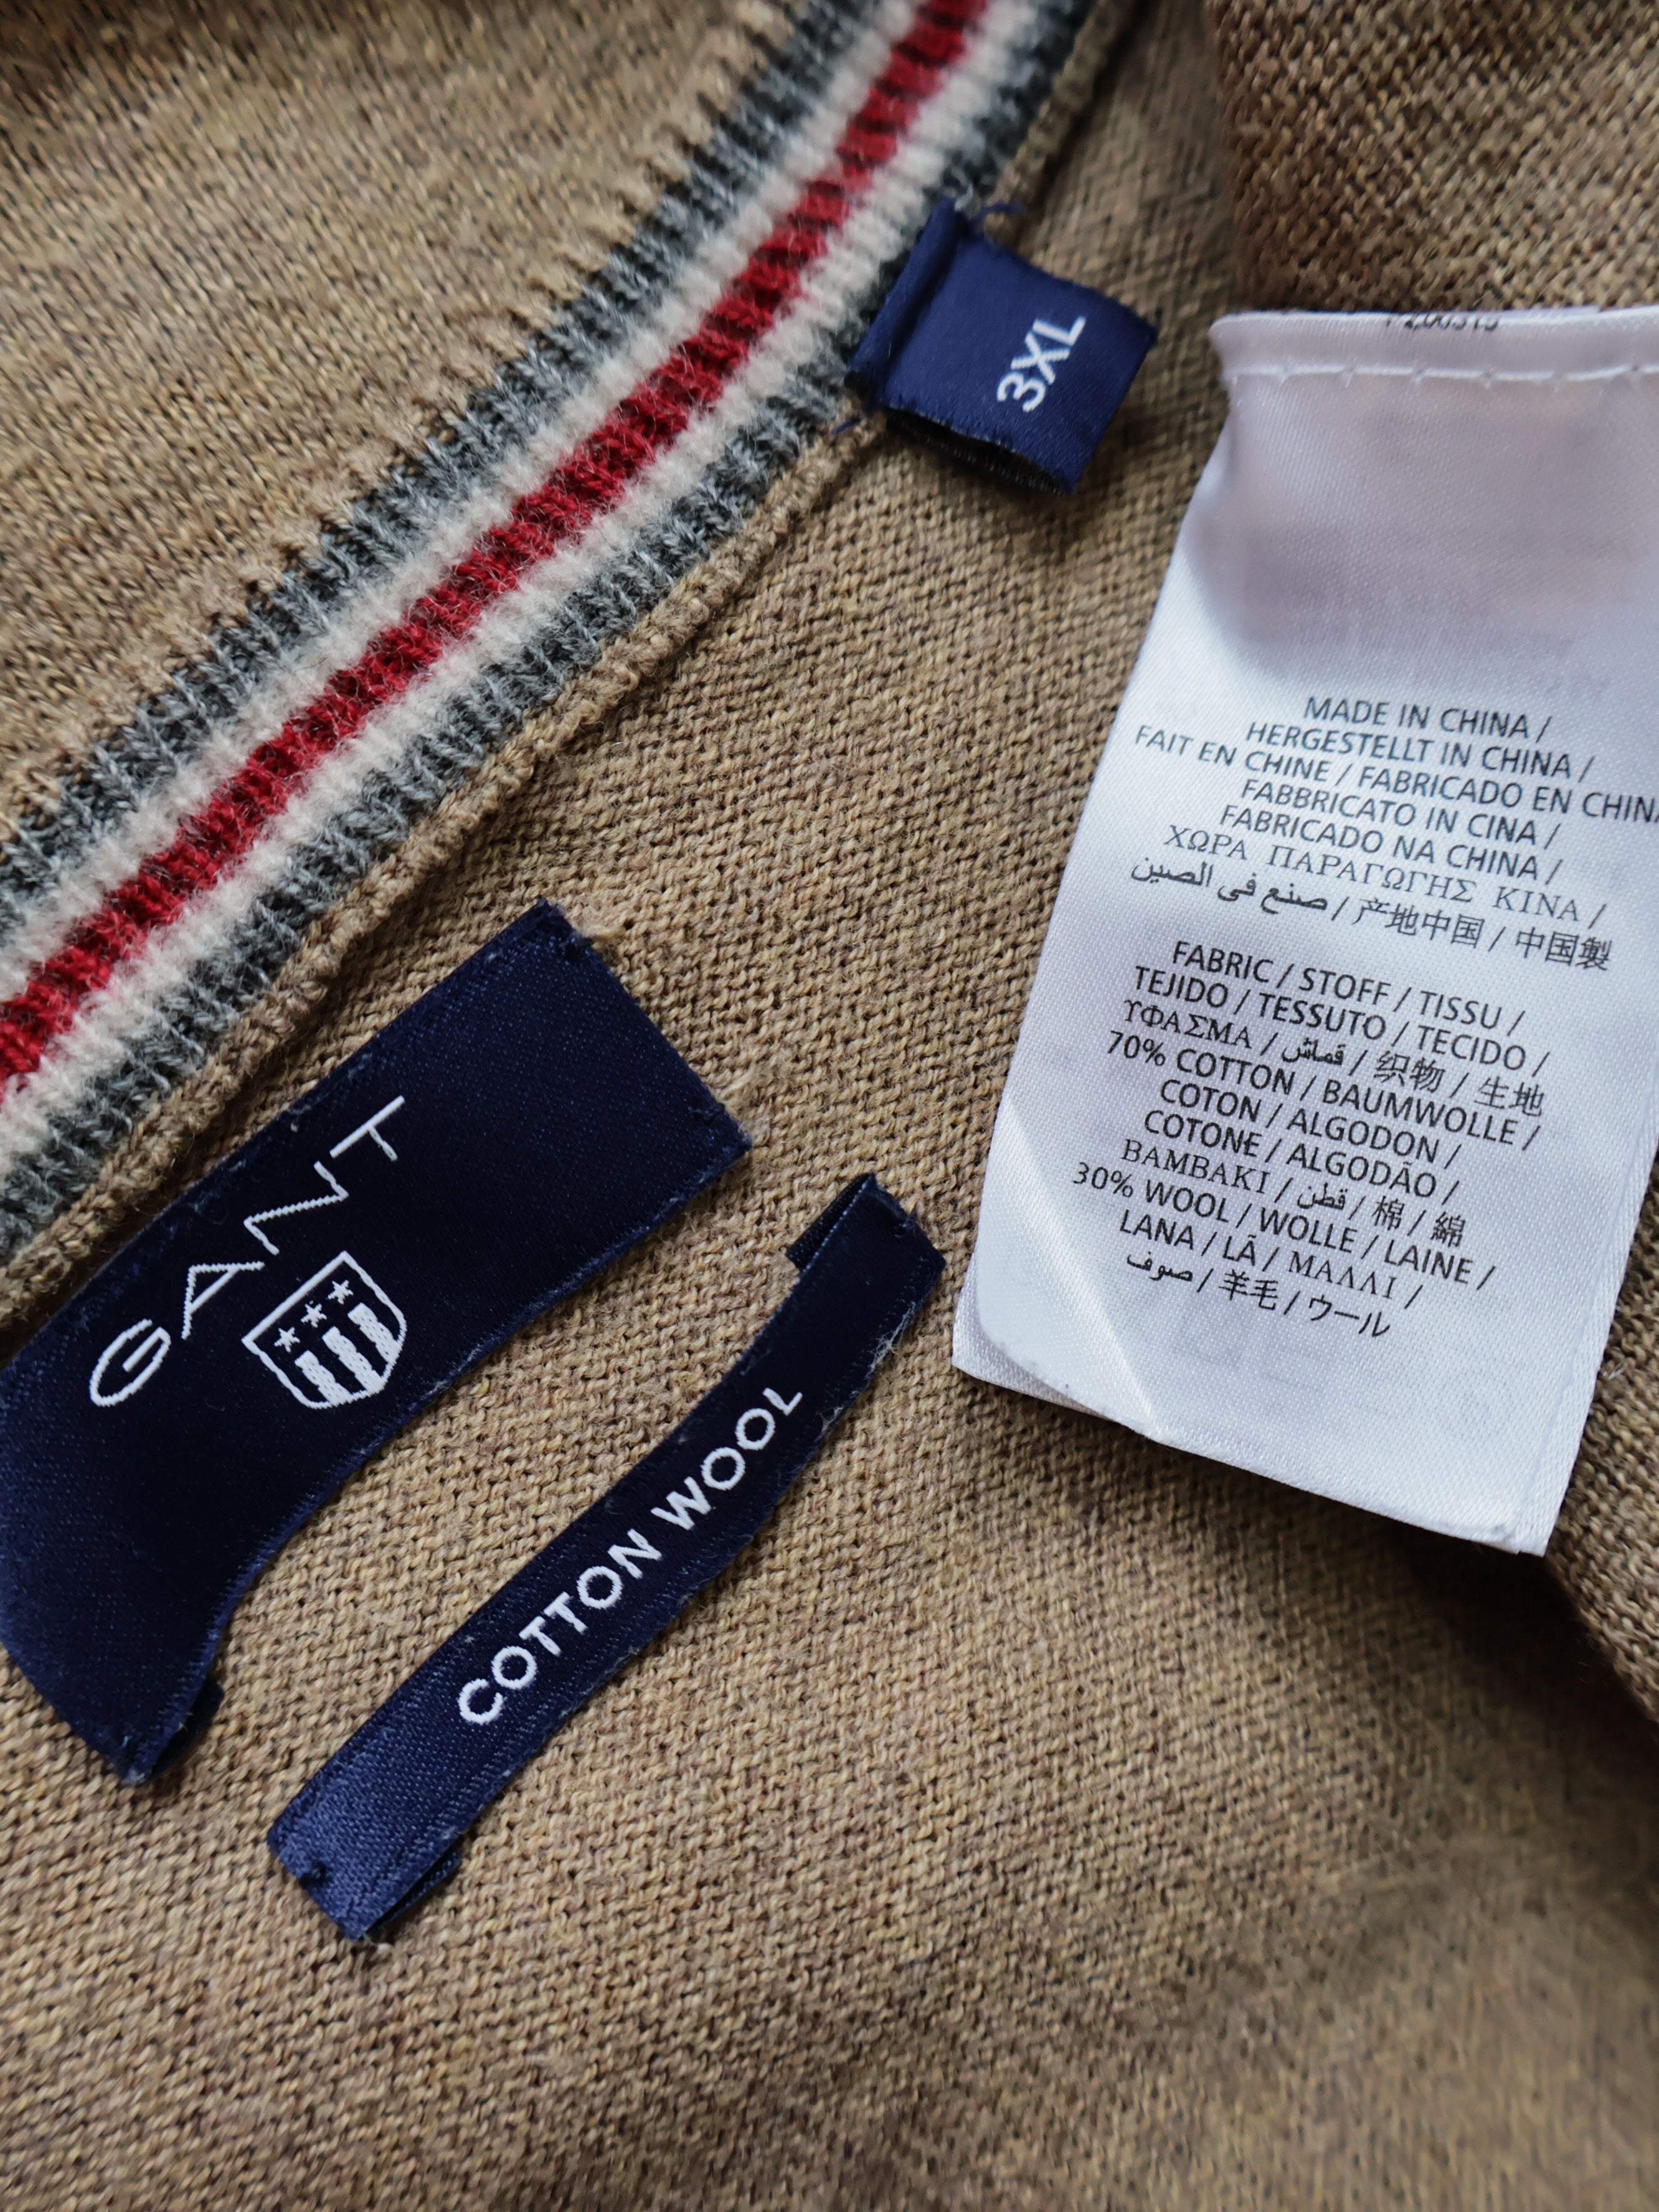 3XL
GANT
COTTON WOOL
MADE IN CHINA /
HERGESTELLT IN CHINA /
FAIT EN CHINE / FABRICADO EN CHINA
FABBRICATO IN CINA /
FABRICADO NA CHINA /
ΧΩΡΑ ΠΑΡΑΓΩΓΗΣ ΚΙΝΑ /
صنع في الصين / 产地中国 / 中国製
FABRIC / STOFF / TISSU /
TEJIDO / TESSUTO / TECIDO /
ΥΦΑΣΜΑ / قماش / 织物 / 生地
70% COTTON / BAUMWOLLE /
COTON / ALGODON /
COTONE / ALGODÃO /
ΒΑΜΒΑΚΙ / قطن / 棉 / 綿
30% WOOL / WOLLE / LAINE /
LANA / LÃ / ΜΑΛΛΙ /
صوف / 羊毛 / ウール